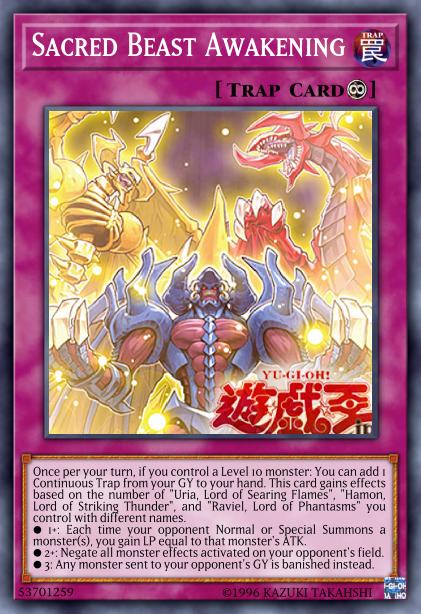 SACRED BEAST AWAKENING
TRAP
罠
[TRAP CARD]
YU-GI-OH!
遊戯王
in
Once per your turn, if you control a Level 10 monster: You can add 1
Continuous Trap from your GY to your hand. This card gains effects
based on the number of "Uria, Lord of Searing Flames", "Hamon,
Lord of Striking Thunder", and "Raviel, Lord of Phantasms" you
control with different names.
● 1+: Each time your opponent Normal or Special Summons a
monster(s), you gain LP equal to that monster's ATK.
● 2+: Negate all monster effects activated on your opponent's field.
● 3: Any monster sent to your opponent's GY is banished instead.
53701259
©1996 KAZUKI TAKAHSHI